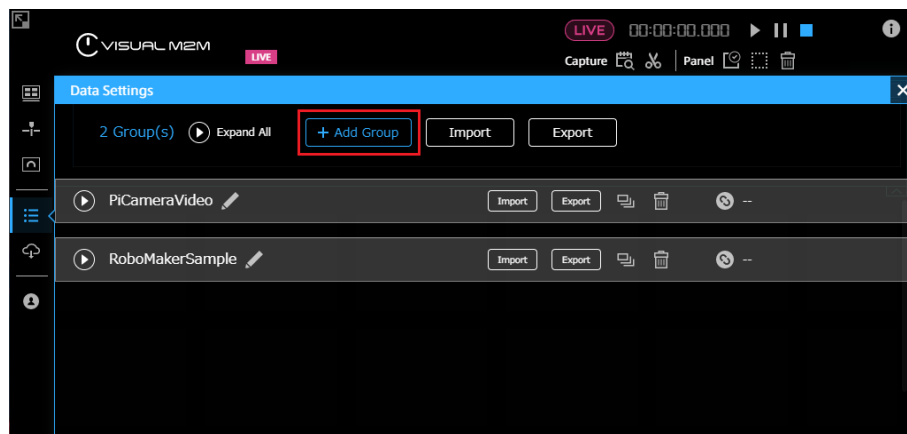 LIVE 00:00:00.000
VISUAL M2M LIVE
Capture Panel
Data Settings
2 Group(s) Expand All + Add Group Import Export
PiCameraVideo Import Export --
RoboMakerSample Import Export --